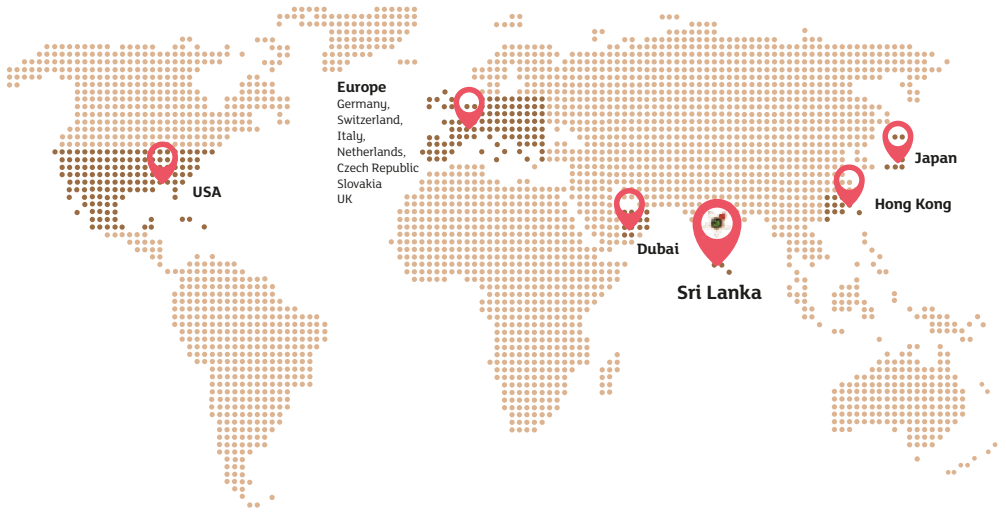 Europe
Germany,
Switzerland,
Italy,
Netherlands,
Czech Republic
Slovakia
UK
USA
Japan
Hong Kong
Dubai
Sri Lanka